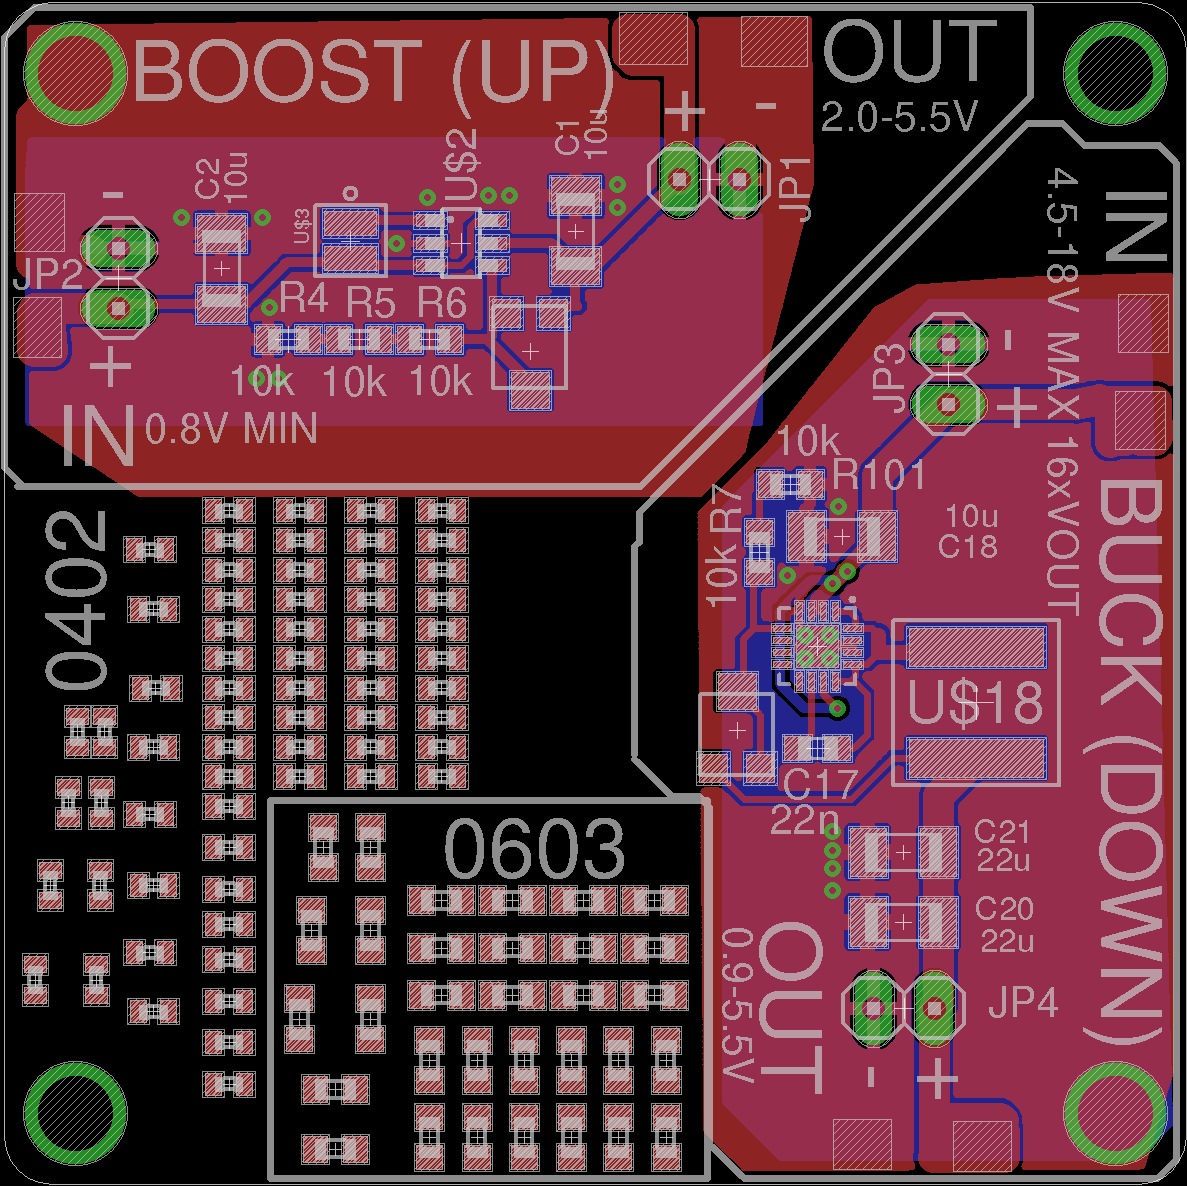 BOOST (UP)
OUT
2.0-5.5V
+
-
C1
10u
U$2
C2
10u
U$3
JP1
-
JP2
+
R4
R5
R6
10k
10k
10k
IN
0.8V MIN
IN
4.5-18V MAX 16xVOUT
JP3
-
+
10k
R101
10k R7
10u
C18
BUCK (DOWN)
U$18
C17
22n
C21
22u
C20
22u
OUT
0.9-5.5V
JP4
-
+
0402
0603